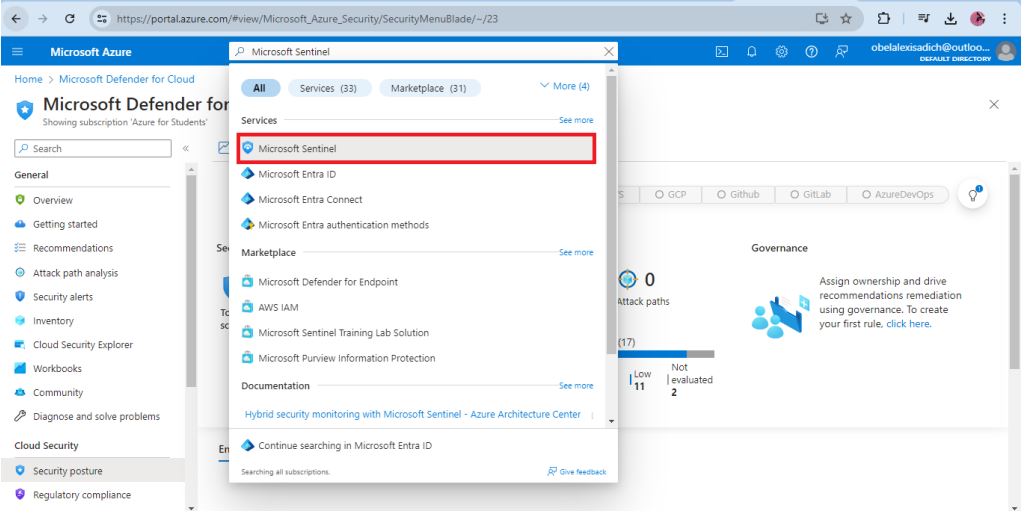 https://portal.azure.com/#view/Microsoft_Azure_Security/SecurityMenuBlade/~/23
Microsoft Azure
Microsoft Sentinel
obelalexisadich@outloo...
DEFAULT DIRECTORY
Home > Microsoft Defender for Cloud
Microsoft Defender for
Showing subscription 'Azure for Students'
Search
General
Overview
Getting started
Recommendations
Attack path analysis
Security alerts
Inventory
Cloud Security Explorer
Workbooks
Community
Diagnose and solve problems
Cloud Security
Security posture
Regulatory compliance
All
Services (33)
Marketplace (31)
More (4)
Services
See more
Microsoft Sentinel
Microsoft Entra ID
Microsoft Entra Connect
Microsoft Entra authentication methods
Marketplace
See more
Microsoft Defender for Endpoint
AWS IAM
Microsoft Sentinel Training Lab Solution
Microsoft Purview Information Protection
Documentation
See more
Hybrid security monitoring with Microsoft Sentinel - Azure Architecture Center
Continue searching in Microsoft Entra ID
Searching all subscriptions.
Give feedback
GCP
Github
GitLab
AzureDevOps
1
0
Attack paths
(17)
Low
11
Not
evaluated
2
Governance
Assign ownership and drive
recommendations remediation
using governance. To create
your first rule, click here.